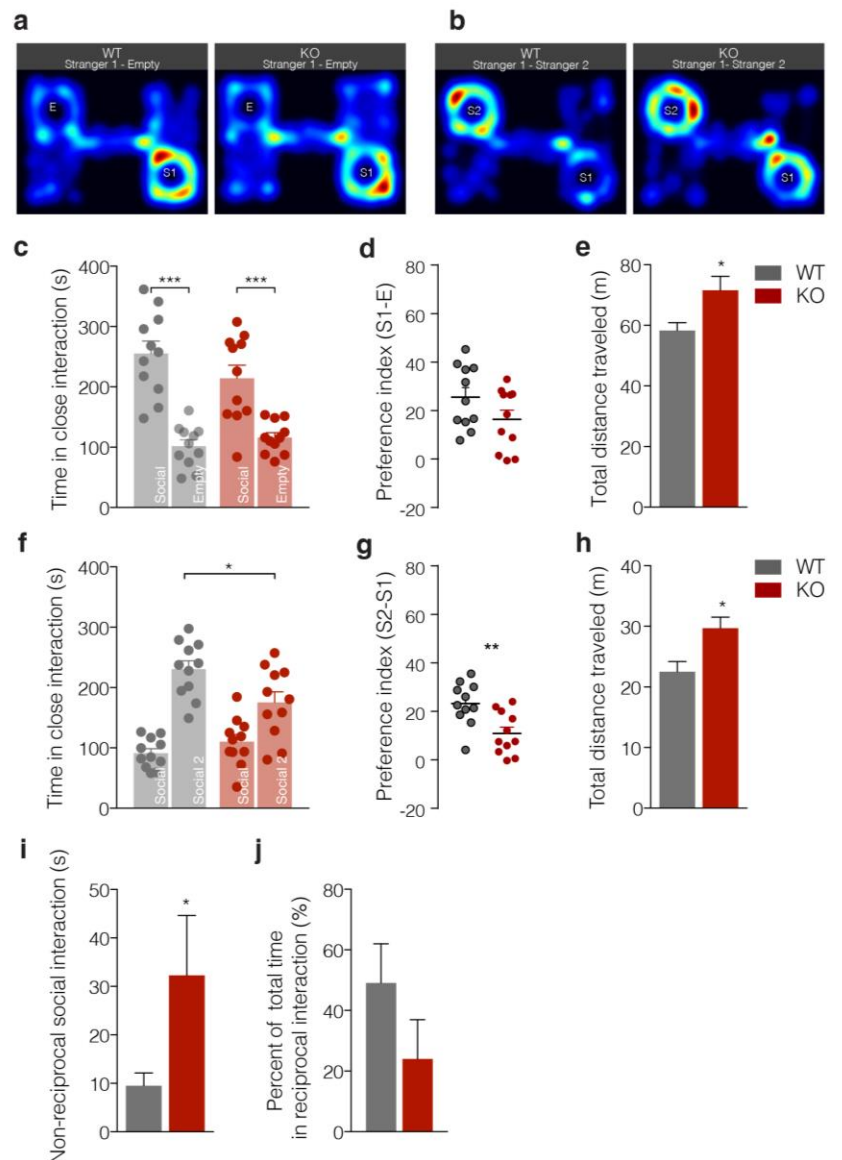 a
b
WT
Stranger 1 - Empty
KO
Stranger 1 - Empty
WT
Stranger 1 - Stranger 2
KO
Stranger 1- Stranger 2
E
S1
E
S1
S2
S1
S2
S1
c
Time in close interaction (s)
400
300
200
100
0
***
***
Social
Empty
Social
Empty
d
Preference index (S1-E)
80
60
40
20
0
-20
e
Total distance traveled (m)
80
60
40
20
0
*
WT
KO
f
Time in close interaction (s)
400
300
200
100
0
*
Social
Social 2
Social
Social 2
g
Preference index (S2-S1)
80
60
40
20
0
-20
**
h
Total distance traveled (m)
40
30
20
10
0
*
WT
KO
i
Non-reciprocal social interaction (s)
50
40
30
20
10
0
*
j
Percent of total time
in reciprocal interaction (%)
80
60
40
20
0